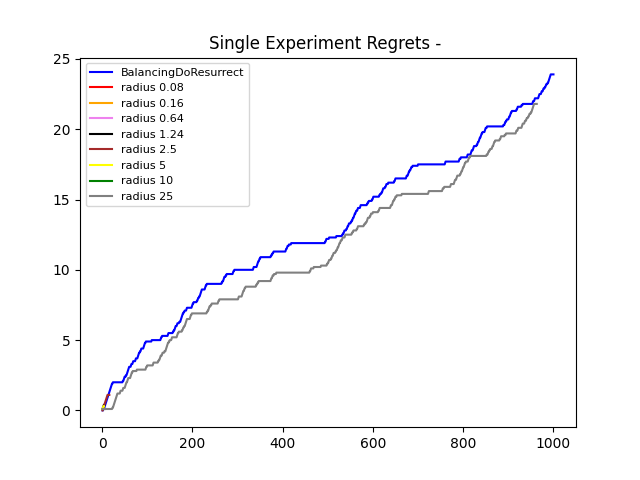 Single Experiment Regrets -
25
20
15
10
5
0
BalancingDoResurrect
radius 0.08
radius 0.16
radius 0.64
radius 1.24
radius 2.5
radius 5
radius 10
radius 25
0 200 400 600 800 1000